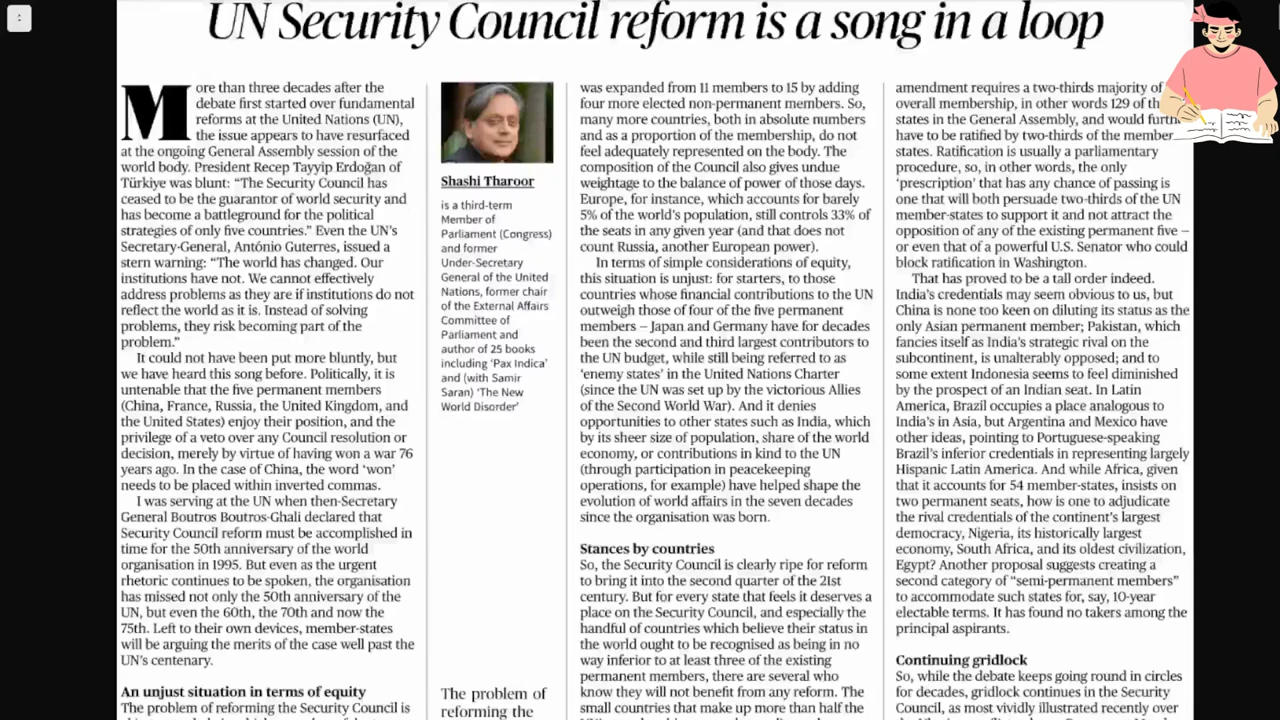 UN Security Council reform is a song in a loop
More than three decades after the
debate first started over fundamental
reforms at the United Nations (UN),
the issue appears to have resurfaced
at the ongoing General Assembly session of the
world body. President Recep Tayyip Erdoğan of
Türkiye was blunt: “The Security Council has
ceased to be the guarantor of world security and
has become a battleground for the political
strategies of only five countries.” Even the UN’s
Secretary-General, António Guterres, issued a
stern warning: “The world has changed. Our
institutions have not. We cannot effectively
address problems as they are if institutions do not
reflect the world as it is. Instead of solving
problems, they risk becoming part of the
problem.”
It could not have been put more bluntly, but
we have heard this song before. Politically, it is
untenable that the five permanent members
(China, France, Russia, the United Kingdom, and
the United States) enjoy their position, and the
privilege of a veto over any Council resolution or
decision, merely by virtue of having won a war 76
years ago. In the case of China, the word ‘won’
needs to be placed within inverted commas.
I was serving at the UN when then-Secretary
General Boutros Boutros-Ghali declared that
Security Council reform must be accomplished in
time for the 50th anniversary of the world
organisation in 1995. But even as the urgent
rhetoric continues to be spoken, the organisation
has missed not only the 50th anniversary of the
UN, but even the 60th, the 70th and now the
75th. Left to their own devices, member-states
will be arguing the merits of the case well past the
UN’s centenary.
An unjust situation in terms of equity
The problem of reforming the Security Council is
Shashi Tharoor
is a third-term
Member of
Parliament (Congress)
and former
Under-Secretary
General of the United
Nations, former chair
of the External Affairs
Committee of
Parliament and
author of 25 books
including ‘Pax Indica’
and (with Samir
Saran) ‘The New
World Disorder’
The problem of
reforming the
was expanded from 11 members to 15 by adding
four more elected non-permanent members. So,
many more countries, both in absolute numbers
and as a proportion of the membership, do not
feel adequately represented on the body. The
composition of the Council also gives undue
weightage to the balance of power of those days.
Europe, for instance, which accounts for barely
5% of the world’s population, still controls 33% of
the seats in any given year (and that does not
count Russia, another European power).
In terms of simple considerations of equity,
this situation is unjust: for starters, to those
countries whose financial contributions to the UN
outweigh those of four of the five permanent
members — Japan and Germany have for decades
been the second and third largest contributors to
the UN budget, while still being referred to as
‘enemy states’ in the United Nations Charter
(since the UN was set up by the victorious Allies
of the Second World War). And it denies
opportunities to other states such as India, which
by its sheer size of population, share of the world
economy, or contributions in kind to the UN
(through participation in peacekeeping
operations, for example) have helped shape the
evolution of world affairs in the seven decades
since the organisation was born.
Stances by countries
So, the Security Council is clearly ripe for reform
to bring it into the second quarter of the 21st
century. But for every state that feels it deserves a
place on the Security Council, and especially the
handful of countries which believe their status in
the world ought to be recognised as being in no
way inferior to at least three of the existing
permanent members, there are several who
know they will not benefit from any reform. The
small countries that make up more than half the
amendment requires a two-thirds majority of
overall membership, in other words 129 of
states in the General Assembly, and would
have to be ratified by two-thirds of the member
states. Ratification is usually a parliamentary
procedure, so, in other words, the only
‘prescription’ that has any chance of passing is
one that will both persuade two-thirds of the UN
member-states to support it and not attract the
opposition of any of the existing permanent five —
or even that of a powerful U.S. Senator who could
block ratification in Washington.
That has proved to be a tall order indeed.
India’s credentials may seem obvious to us, but
China is none too keen on diluting its status as the
only Asian permanent member; Pakistan, which
fancies itself as India’s strategic rival on the
subcontinent, is unalterably opposed; and to
some extent Indonesia seems to feel diminished
by the prospect of an Indian seat. In Latin
America, Brazil occupies a place analogous to
India’s in Asia, but Argentina and Mexico have
other ideas, pointing to Portuguese-speaking
Brazil’s inferior credentials in representing largely
Hispanic Latin America. And while Africa, given
that it accounts for 54 member-states, insists on
two permanent seats, how is one to adjudicate
the rival credentials of the continent’s largest
democracy, Nigeria, its historically largest
economy, South Africa, and its oldest civilization,
Egypt? Another proposal suggests creating a
second category of “semi-permanent members”
to accommodate such states for, say, 10-year
electable terms. It has found no takers among the
principal aspirants.
Continuing gridlock
So, while the debate keeps going round in circles
for decades, gridlock continues in the Security
Council, as most vividly illustrated recently over